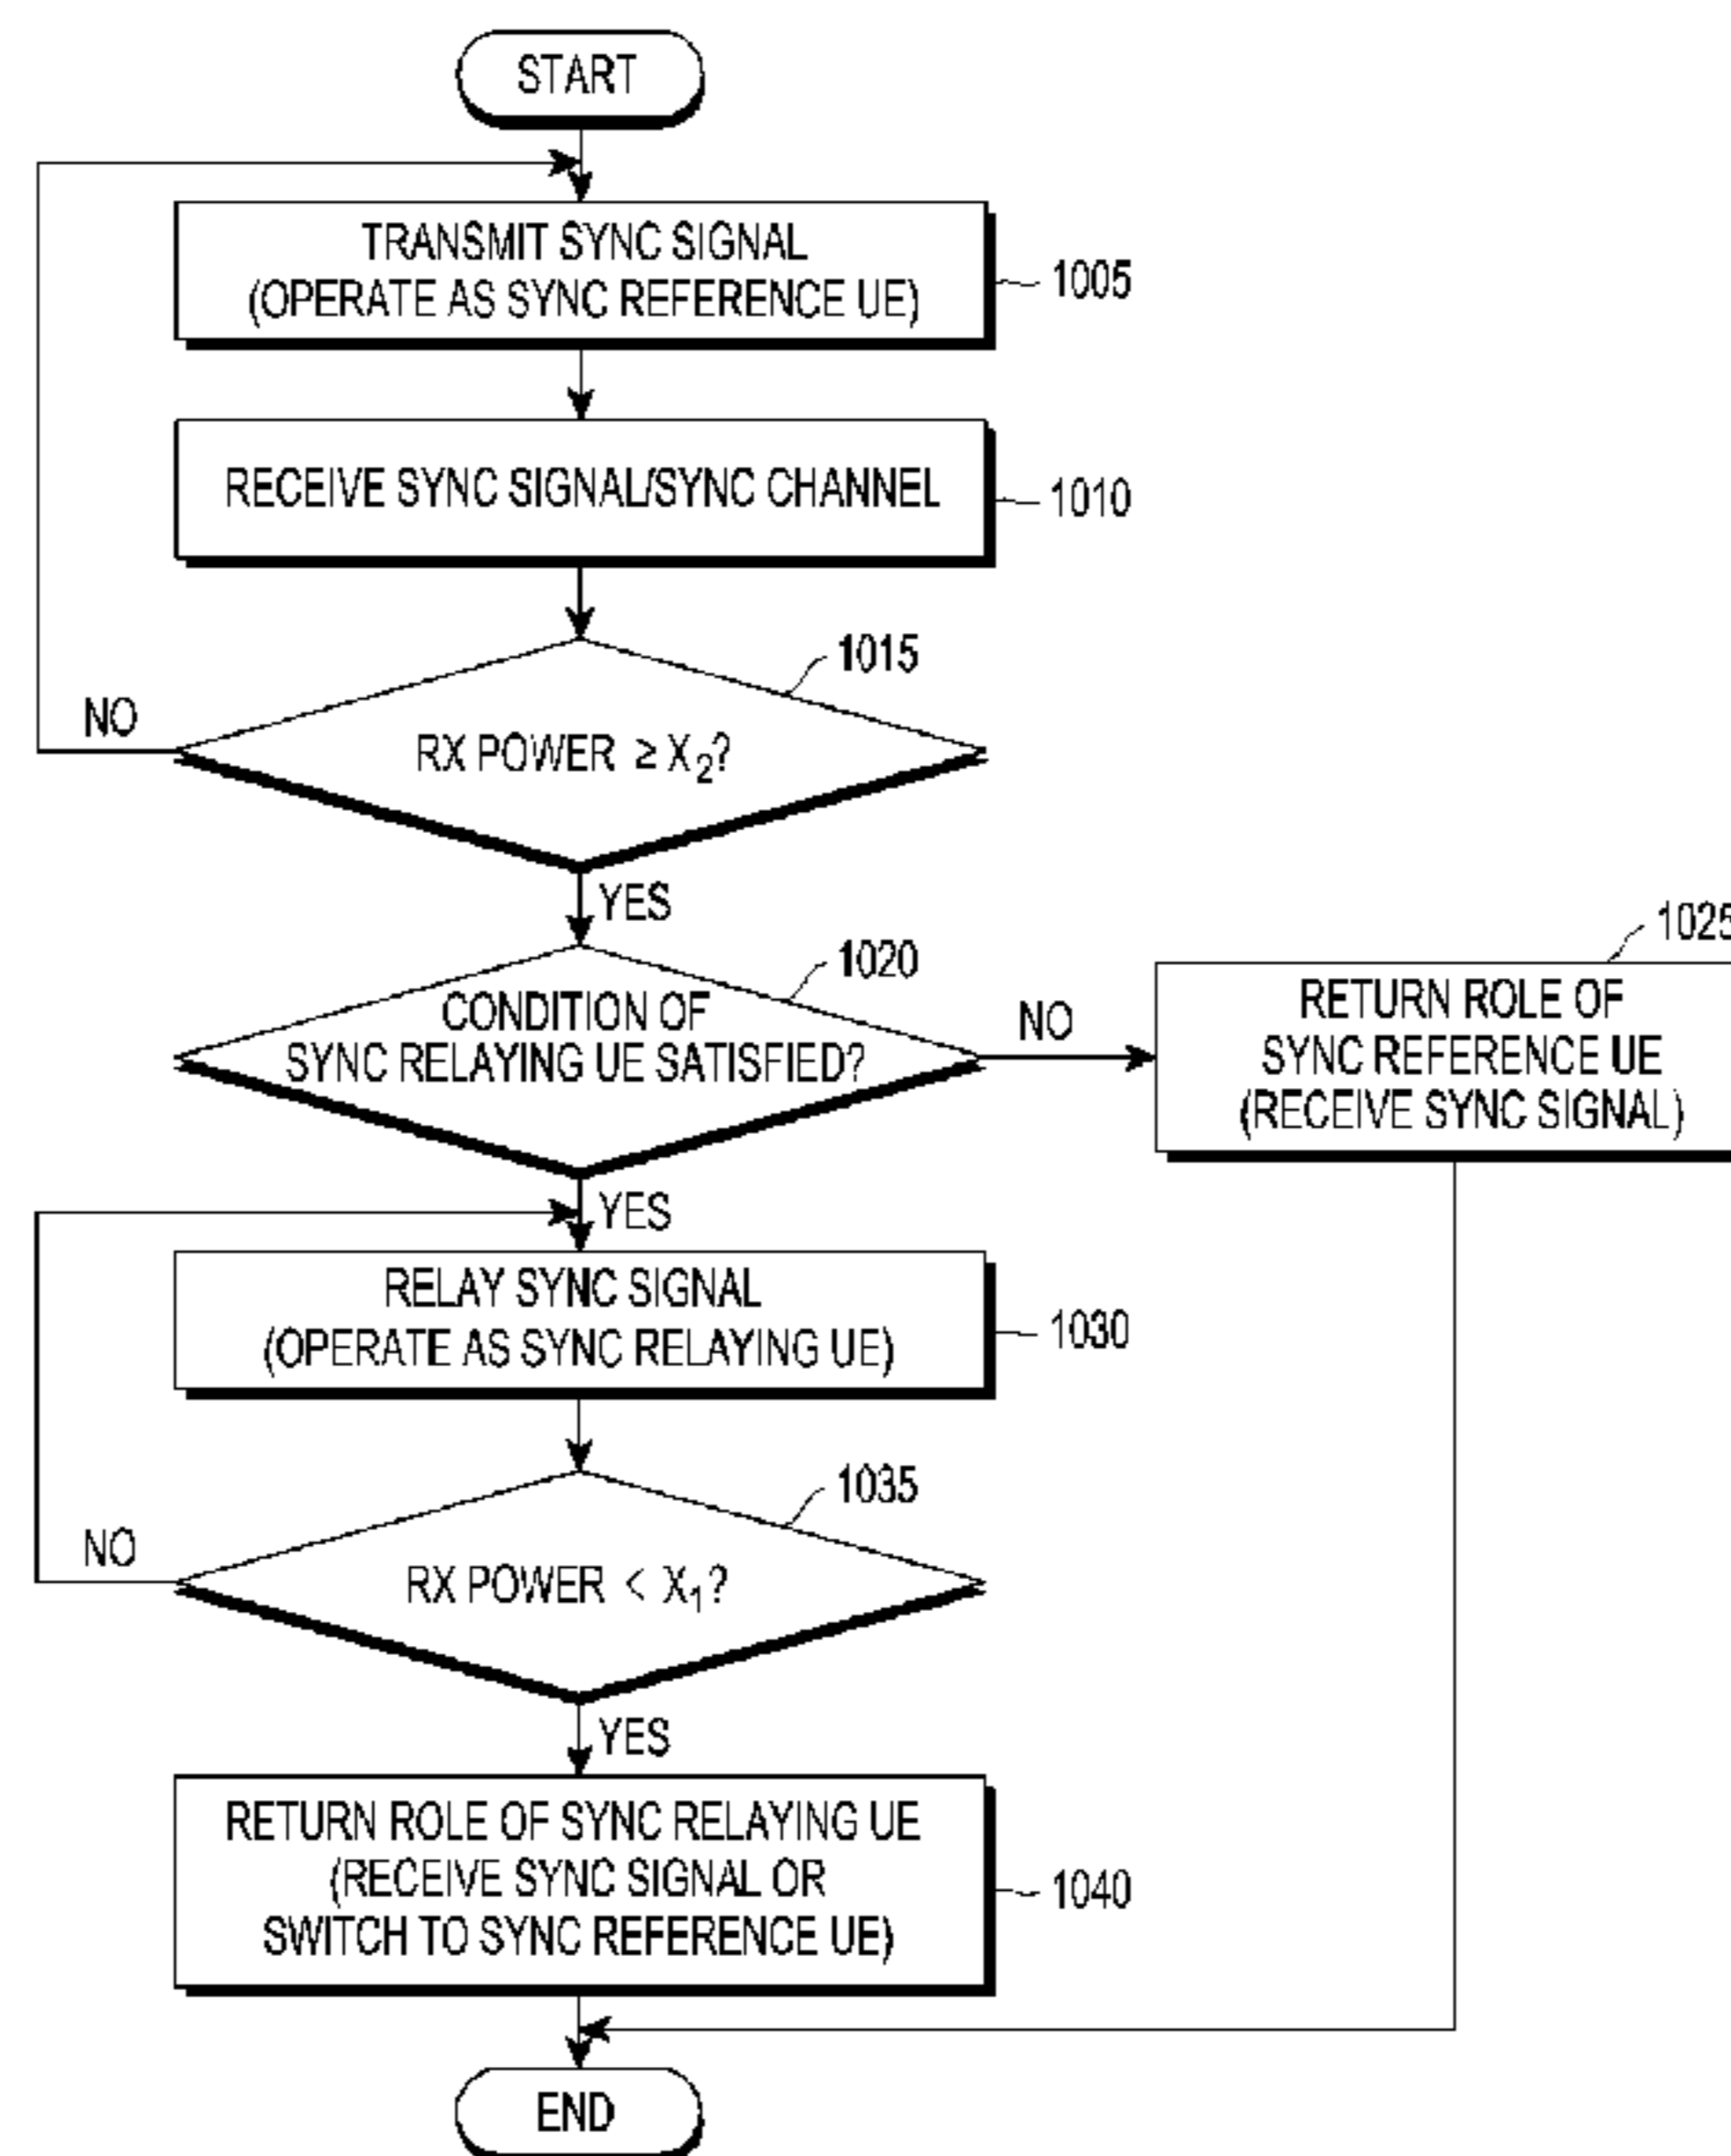 START
TRANSMIT SYNC SIGNAL
(OPERATE AS SYNC REFERENCE UE)
1005
RECEIVE SYNC SIGNAL/SYNC CHANNEL
1010
1015
NO
RX POWER ≥ X₂?
YES
1020
CONDITION OF
SYNC RELAYING UE SATISFIED?
NO
1025
RETURN ROLE OF
SYNC REFERENCE UE
(RECEIVE SYNC SIGNAL)
YES
RELAY SYNC SIGNAL
(OPERATE AS SYNC RELAYING UE)
1030
1035
NO
RX POWER < X₁?
YES
RETURN ROLE OF SYNC RELAYING UE
(RECEIVE SYNC SIGNAL OR
SWITCH TO SYNC REFERENCE UE)
1040
END